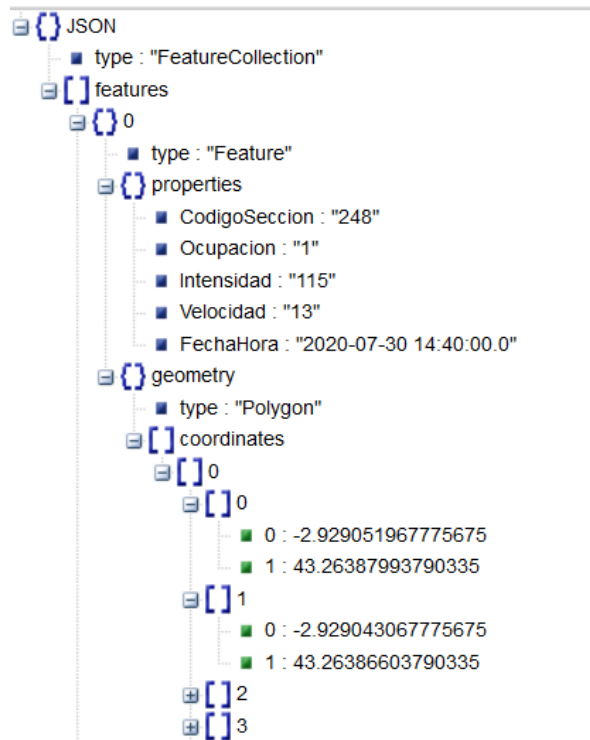 JSON
type : "FeatureCollection"
features
0
type : "Feature"
properties
CodigoSeccion : "248"
Ocupacion : "1"
Intensidad : "115"
Velocidad : "13"
FechaHora : "2020-07-30 14:40:00.0"
geometry
type : "Polygon"
coordinates
0
0
0 : -2.929051967775675
1 : 43.26387993790335
1
0 : -2.929043067775675
1 : 43.26386603790335
2
3